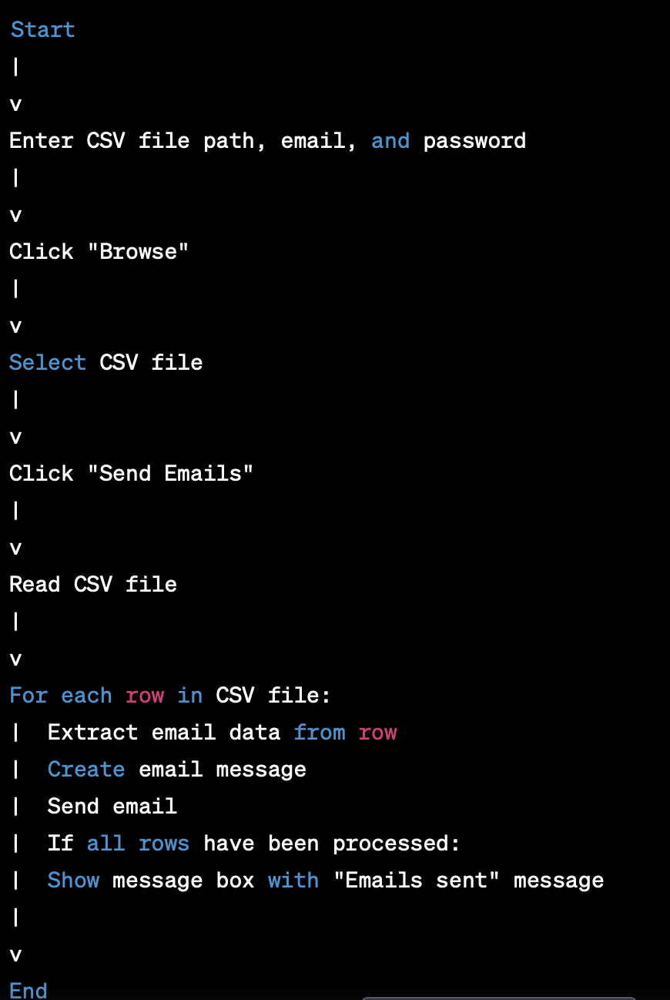 Start
|
v
Enter CSV file path, email, and password
|
v
Click "Browse"
|
v
Select CSV file
|
v
Click "Send Emails"
|
v
Read CSV file
|
v
For each row in CSV file:
|  Extract email data from row
|  Create email message
|  Send email
|  If all rows have been processed:
|  Show message box with "Emails sent" message
|
v
End